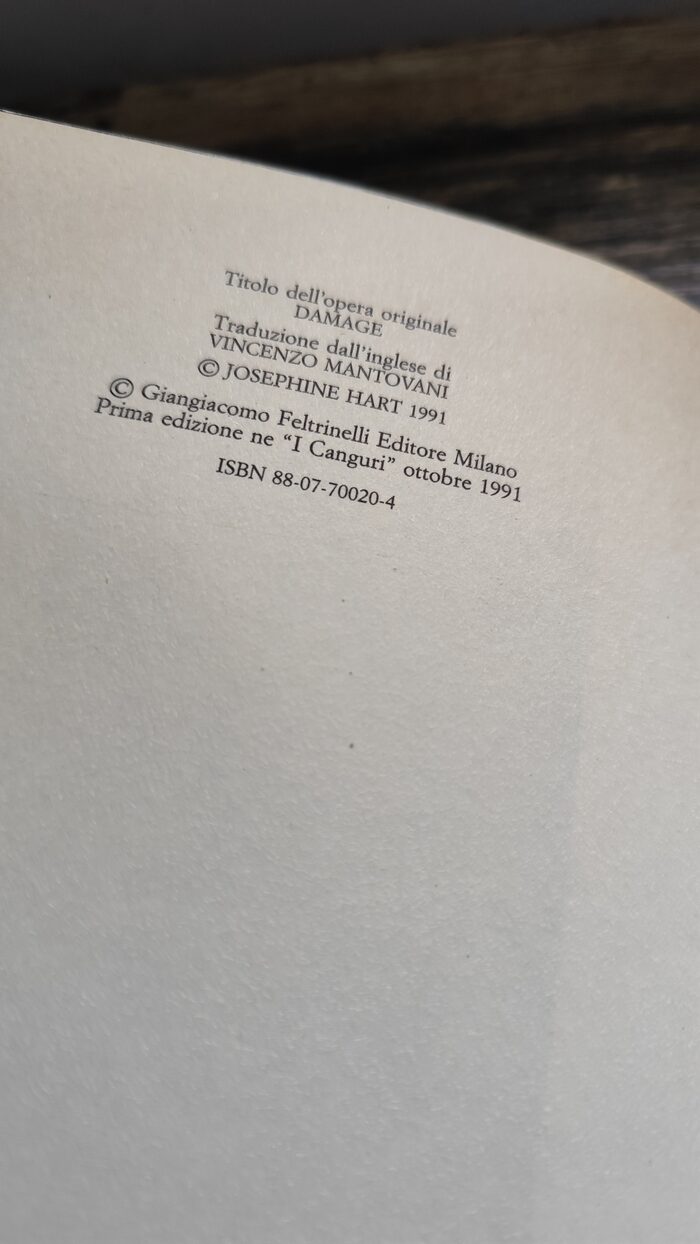 Titolo dell'opera originale
DAMAGE
Traduzione dall'inglese di
VINCENZO MANTOVANI
© JOSEPHINE HART 1991
© Giangiacomo Feltrinelli Editore Milano
Prima edizione ne “I Canguri” ottobre 1991
ISBN 88-07-70020-4